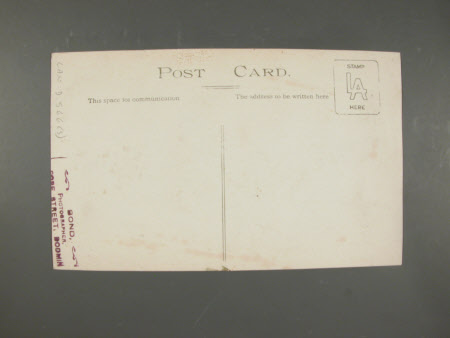 POST CARD.
This space for communication
The address to be written here
STAMP
LA
HERE
BOND,
PHOTOGRAPHER,
FORE STREET, BODMIN